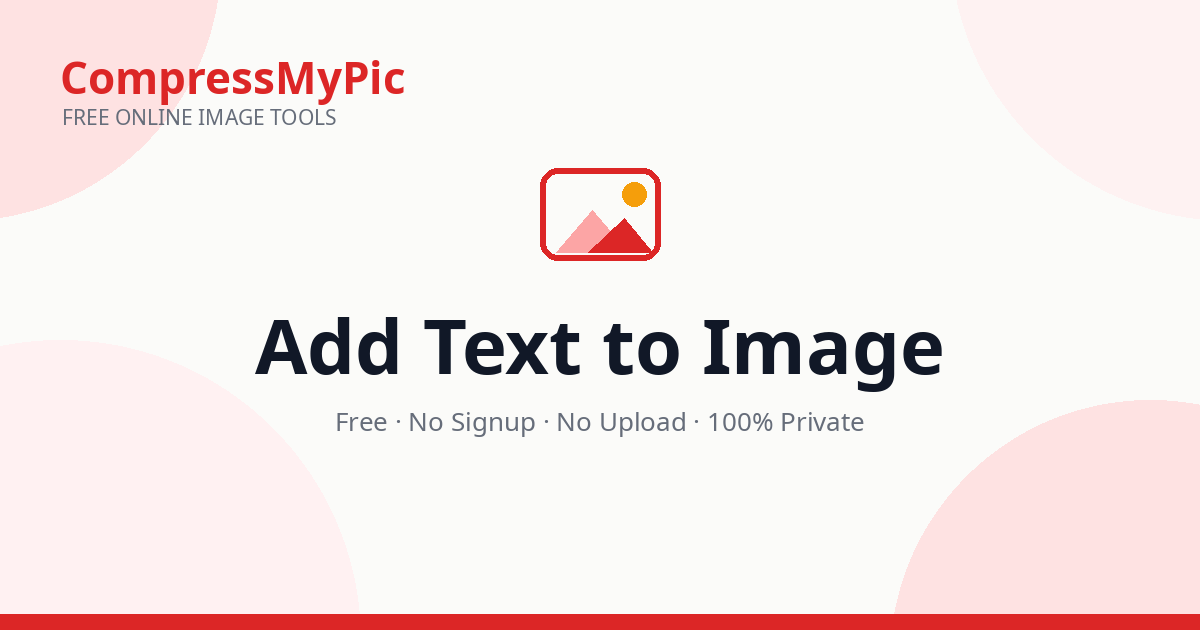 CompressMyPic
FREE ONLINE IMAGE TOOLS
Add Text to Image
Free · No Signup · No Upload · 100% Private